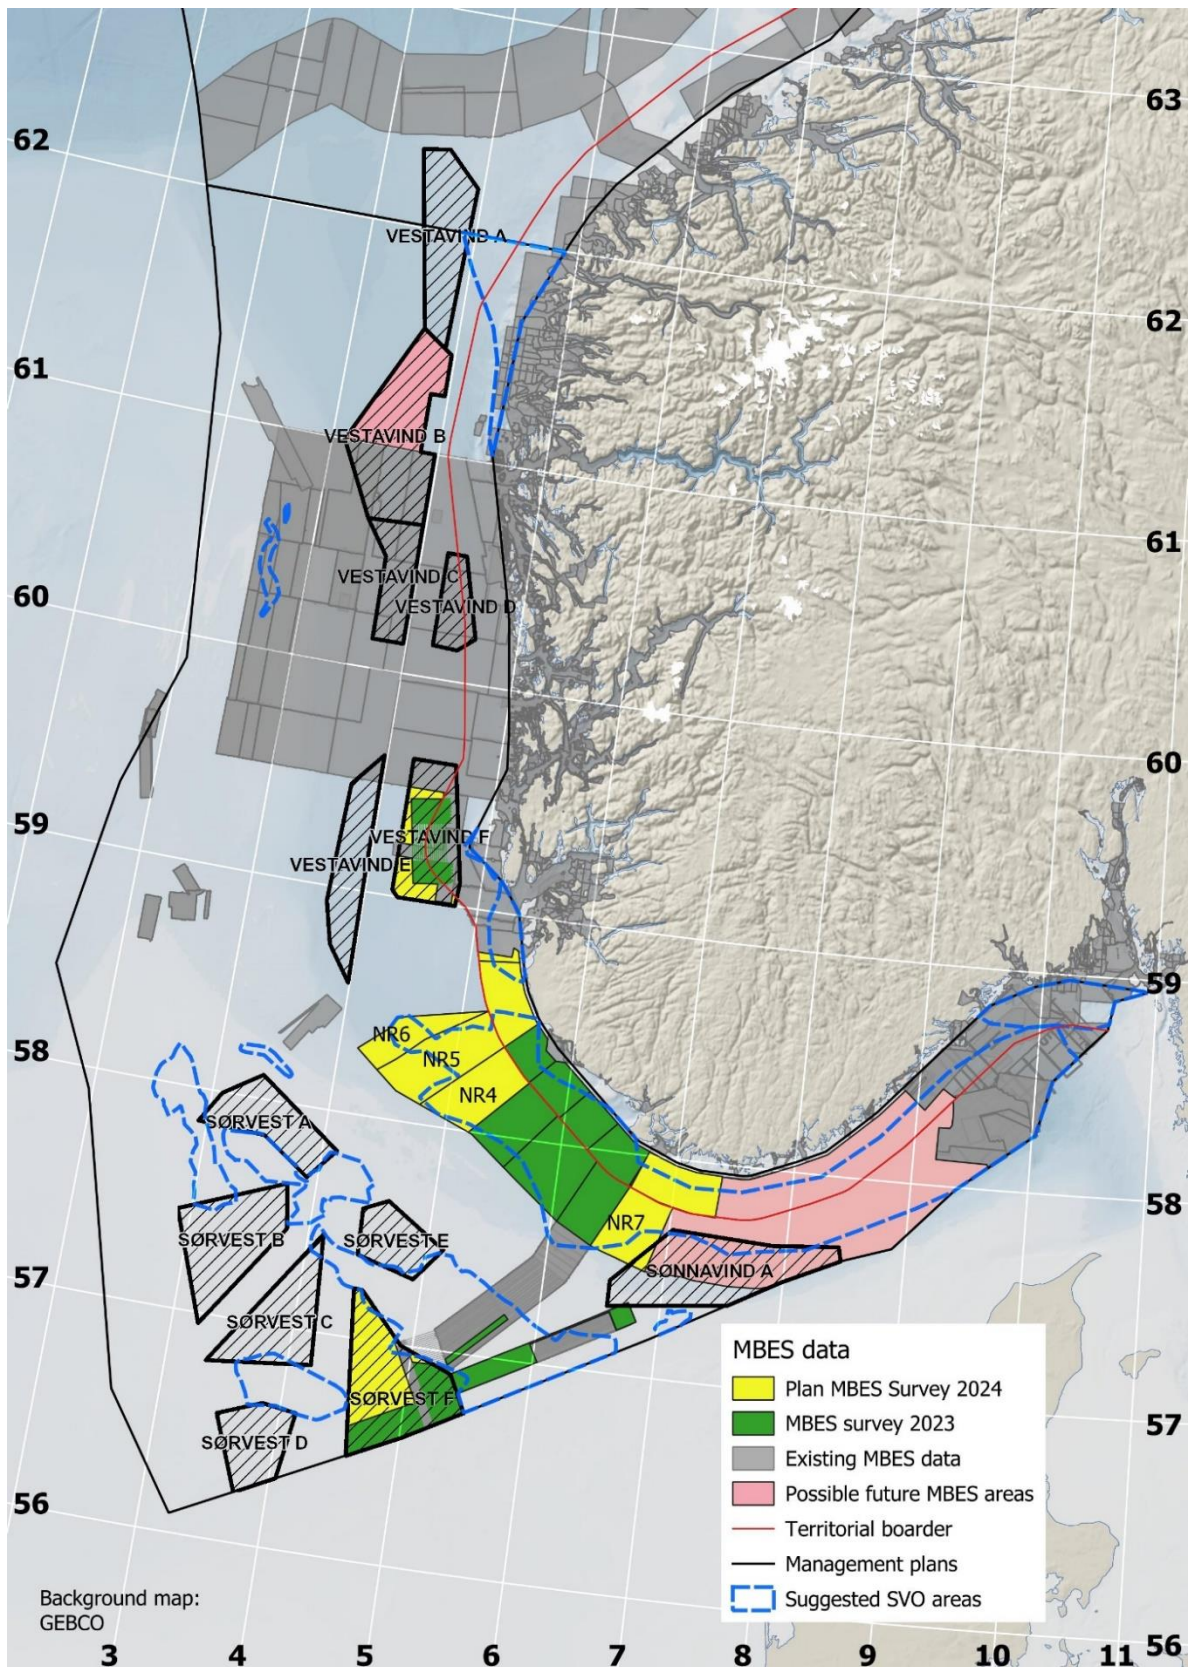 63
62
VESTAVIND A
62
61
VESTAVIND B
61
60
VESTAVIND C
VESTAVIND D
60
59
VESTAVIND F
VESTAVIND E
59
58
NR6
NR5
NR4
SØRVEST A
58
NR7
SØRVEST B
SØRVEST E
57
SØNNAVIND A
SØRVEST C
MBES data
Plan MBES Survey 2024
SØRVEST F
MBES survey 2023
57
SØRVEST D
Existing MBES data
Possible future MBES areas
56
Territorial boarder
Management plans
Suggested SVO areas
Background map:
GEBCO
56
3 4 5 6 7 8 9 10 11